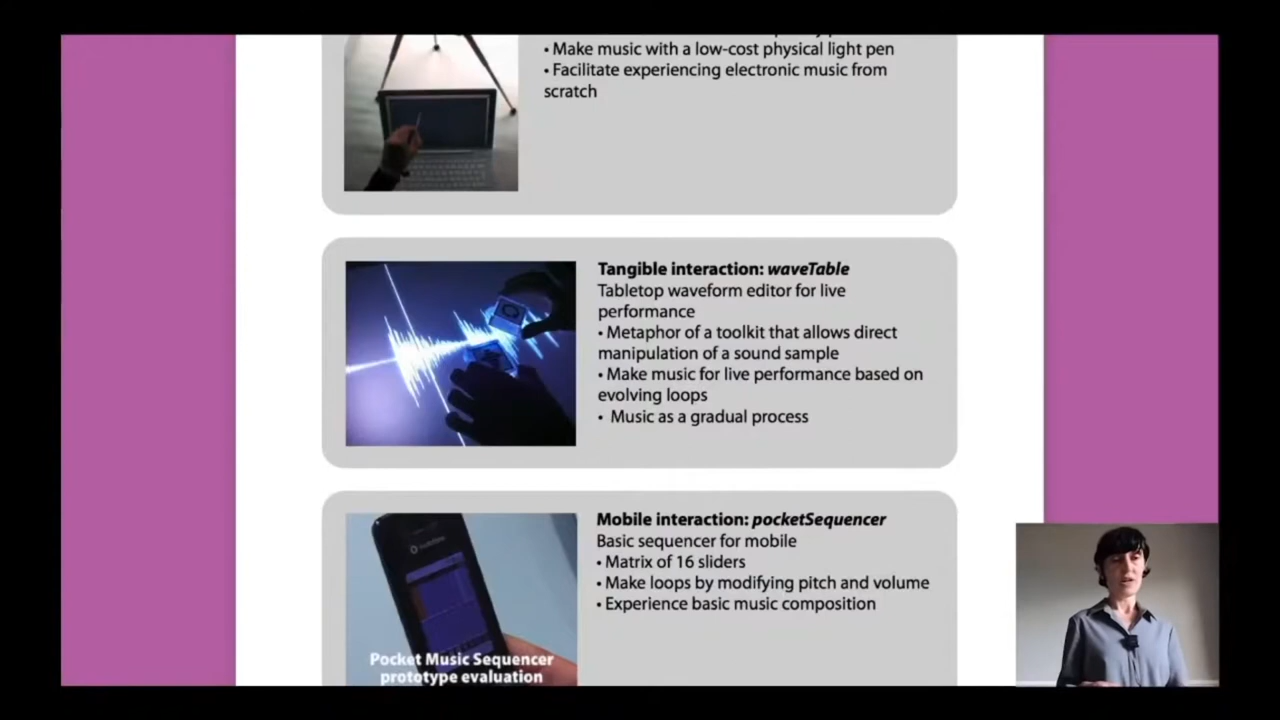 • Make music with a low-cost physical light pen
• Facilitate experiencing electronic music from
scratch
Tangible interaction: waveTable
Tabletop waveform editor for live
performance
• Metaphor of a toolkit that allows direct
manipulation of a sound sample
• Make music for live performance based on
evolving loops
• Music as a gradual process
Mobile interaction: pocketSequencer
Basic sequencer for mobile
• Matrix of 16 sliders
• Make loops by modifying pitch and volume
• Experience basic music composition
Pocket Music Sequencer
prototype evaluation